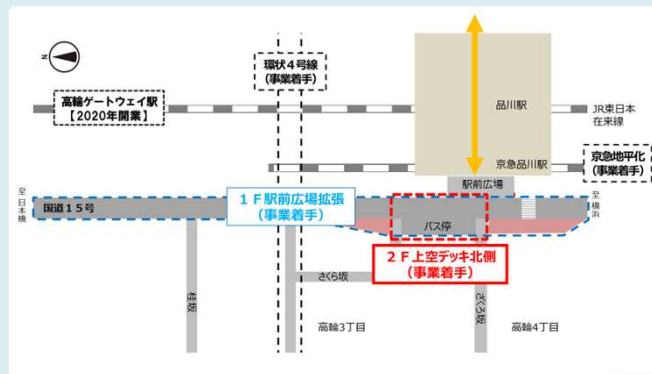 N
環状4号線
(事業着手)
高輪ゲートウェイ駅
【2020年開業】
品川駅
JR東日本
在来線
京急品川駅
京急地平化
(事業着手)
駅前広場
至 日本橋
国道15号
1F駅前広場拡張
(事業着手)
バス停
至 横浜
2F上空デッキ北側
(事業着手)
桂坂
さくら坂
ざくろ坂
高輪3丁目
高輪4丁目